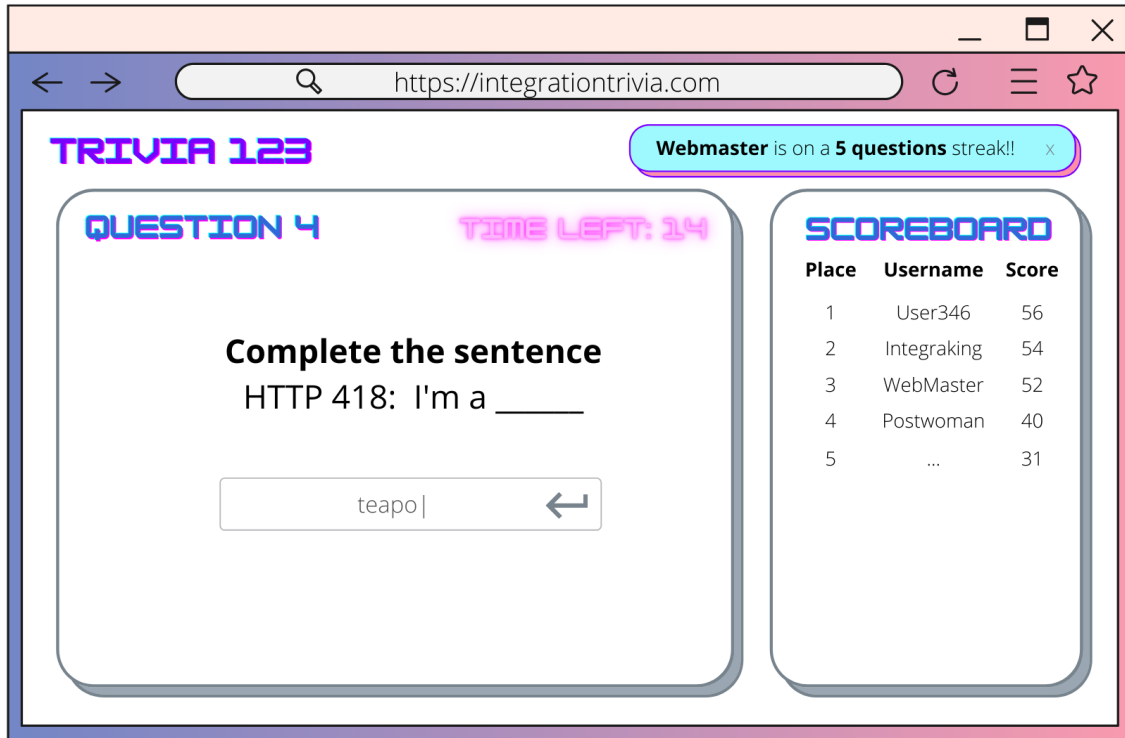 https://integrationtrivia.com
TRIVIA 123
Webmaster is on a 5 questions streak!! x
QUESTION 4
TIME LEFT: 14
Complete the sentence
HTTP 418: I'm a ______
teapo|
SCOREBOARD
Place Username Score
1 User346 56
2 Integraking 54
3 WebMaster 52
4 Postwoman 40
5 ... 31